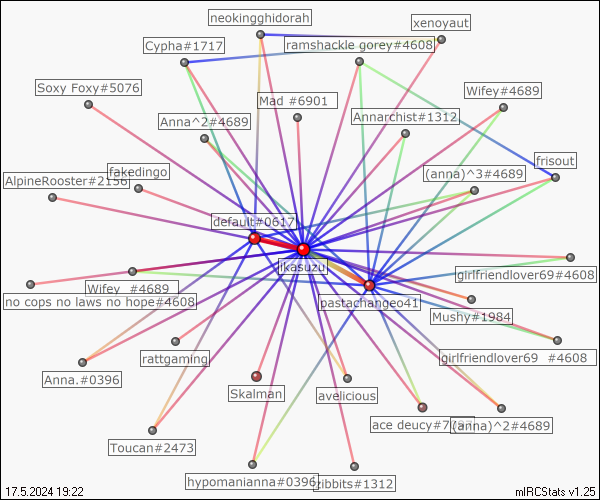 neokingghidorah
xenoyaut
Cypha#1717
ramshackle gorey#4608
Soxy Foxy#5076
Mad #6901
Wifey#4689
Anna^2#4689
Annarchist#1312
frisout
fakedingo
(anna)^3#4689
AlpineRooster#2156
default#0617
ikasuzu
girlfriendlover69#4608
Wifey_ #4689
no cops no laws no hope#4608
pastachangeo41
Mushy#1984
rattgaming
girlfriendlover69 #4608
Anna.#0396
Skalman
avelicious
ace deucy#7
(anna)^2#4689
Toucan#2473
hypomanianna#0396
zibbits#1312
17.5.2024 19:22
mIRCStats v1.25